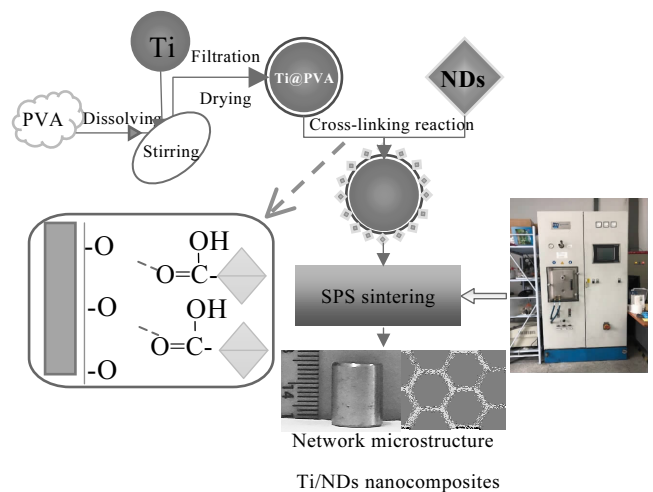 Ti
Filtration
Ti@PVA
NDs
PVA
Dissolving
Drying
Stirring
Cross-linking reaction
-O
OH
O=C-
-O
OH
O=C-
-O
SPS sintering
Network microstructure
Ti/NDs nanocomposites